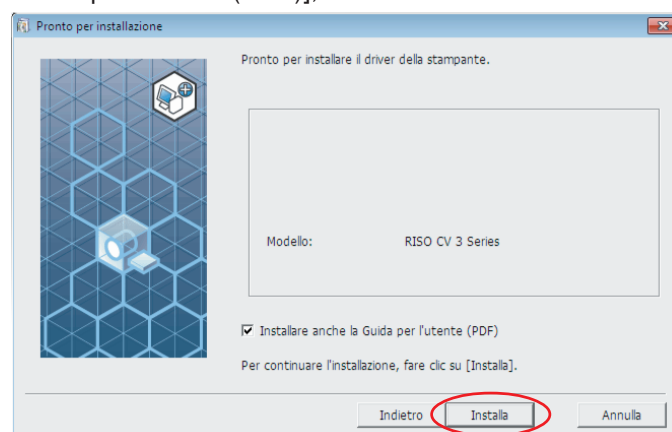 Pronto per installazione
Pronto per installare il driver della stampante.
Modello: RISO CV 3 Series
Installare anche la Guida per l'utente (PDF)
Per continuare l'installazione, fare clic su [Installa].
Indietro Installa Annulla